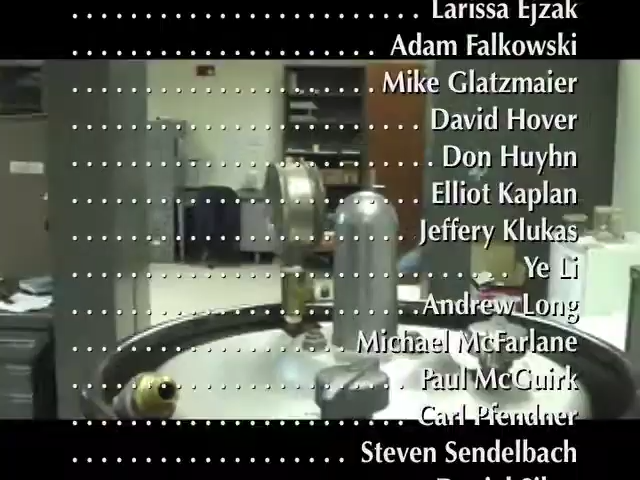 . . . . . . . . . . . . . . . . . . . . . . . . Larissa Ejzak
. . . . . . . . . . . . . . . . . . . . . Adam Falkowski
. . . . . . . . . . . . . . . . . . . . . Mike Glatzmaier
. . . . . . . . . . . . . . . . . . . . . . . . David Hover
. . . . . . . . . . . . . . . . . . . . . . . . . Don Huyhn
. . . . . . . . . . . . . . . . . . . . . . . . Elliot Kaplan
. . . . . . . . . . . . . . . . . . . . . . . Jeffery Klukas
. . . . . . . . . . . . . . . . . . . . . . . . . . . . . . Ye Li
. . . . . . . . . . . . . . . . . . . . . . . Andrew Long
. . . . . . . . . . . . . . . . . . . Michael McFarlane
. . . . . . . . . . . . . . . . . . . . . . . Paul McGuirk
. . . . . . . . . . . . . . . . . . . . . . . Carl Pfendner
. . . . . . . . . . . . . . . . . . . Steven Sendelbach